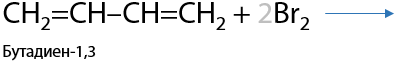 CH₂=CH–CH=CH₂ + 2Br₂ ⟶
Бутадиен-1,3